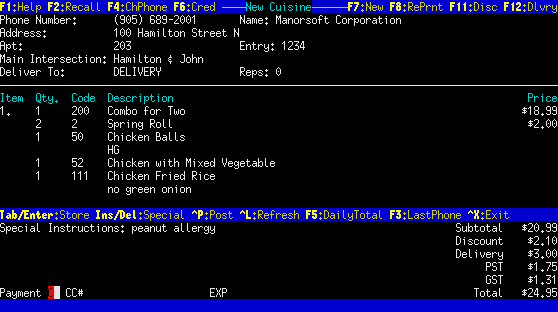 F1:Help F2:Recall F4:ChPhone F6:Cred New Cuisine F7:New F8:RePrnt F11:Disc F12:Dlvry
Phone Number: (905) 689-2001 Name: Manorsoft Corporation
Address: 100 Hamilton Street N
Apt: 203 Entry: 1234
Main Intersection: Hamilton & John
Deliver To: DELIVERY Reps: 0
Item Qty. Code Description Price
1. 1 200 Combo for Two $18.99
2 2 Spring Roll $2.00
1 50 Chicken Balls
HG
1 52 Chicken with Mixed Vegetable
1 111 Chicken Fried Rice
no green onion
Tab/Enter:Store Ins/Del:Special ^P:Post ^L:Refresh F5:DailyTotal F3:LastPhone ^X:Exit
Special Instructions: peanut allergy Subtotal $20.99
Discount $2.10
Delivery $3.00
PST $1.75
GST $1.31
Payment CC# EXP Total $24.95